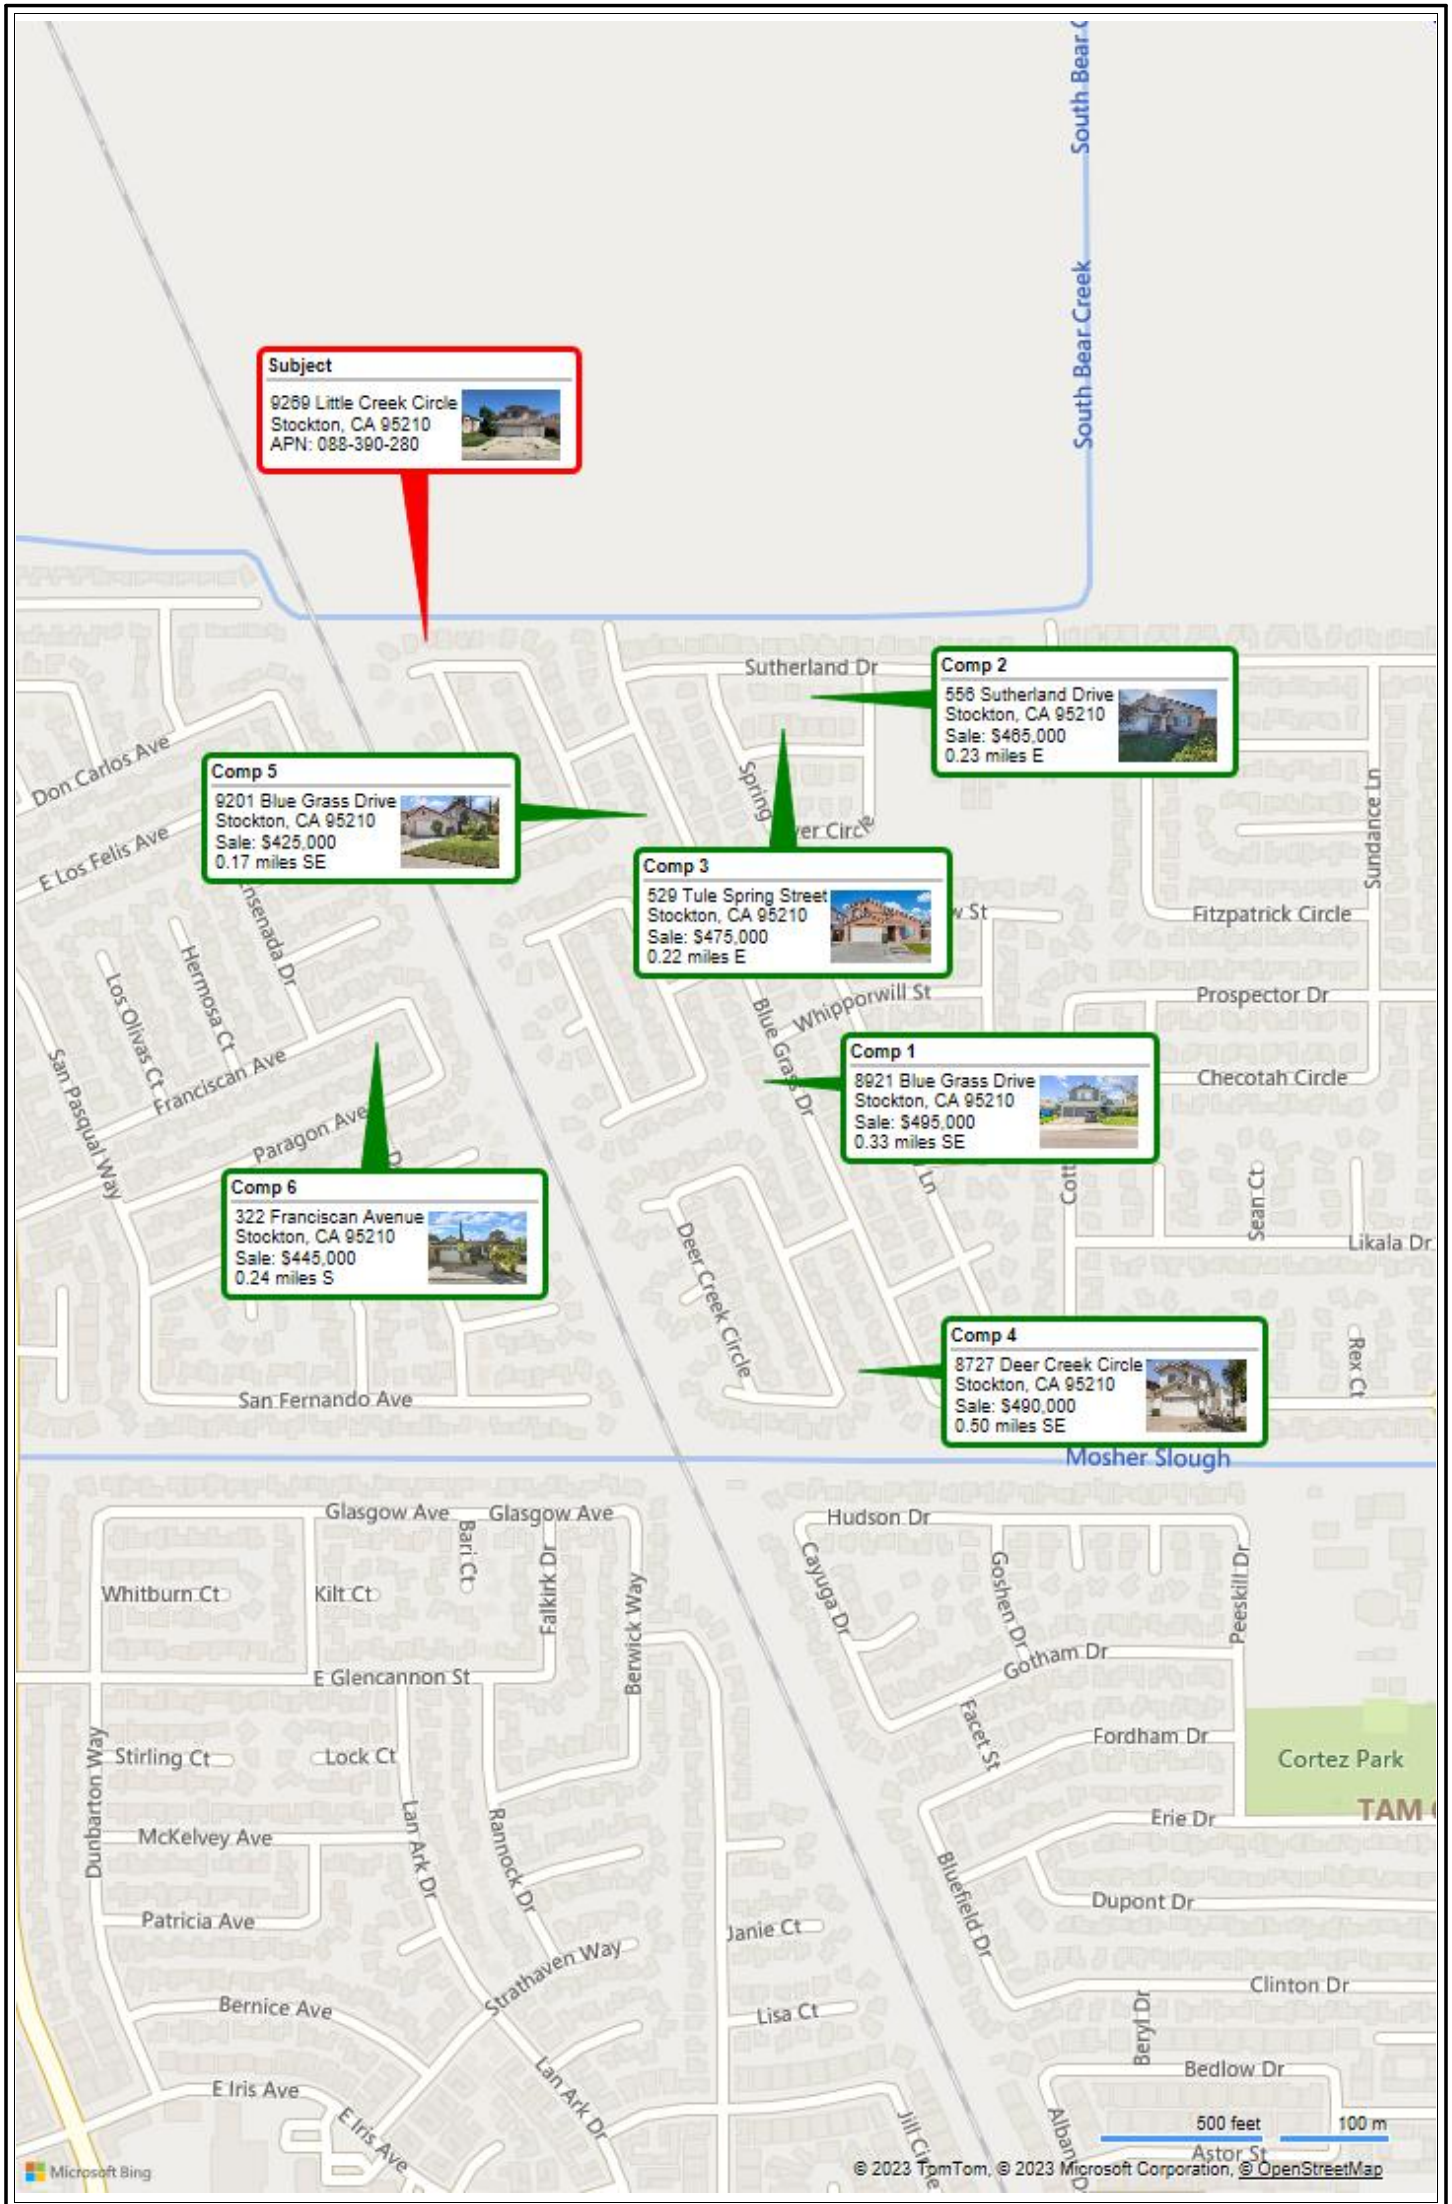 South Bear C
South Bear Creek
Subject
9269 Little Creek Circle
Stockton, CA 95210
APN: 088-390-280
Sutherland Dr
Comp 2
556 Sutherland Drive
Stockton, CA 95210
Sale: $465,000
0.23 miles E
Don Carlos Ave
Comp 5
9201 Blue Grass Drive
Stockton, CA 95210
Sale: $425,000
0.17 miles SE
Spring
ver Circle
Sundance Ln
E Los Felis Ave
Comp 3
529 Tule Spring Street
Stockton, CA 95210
Sale: $475,000
0.22 miles E
w St
Fitzpatrick Circle
nsenada Dr
Hermosa Ct
Los Olivas Ct
Whipporwill St
Prospector Dr
Blue Grass Dr
Comp 1
8921 Blue Grass Drive
Stockton, CA 95210
Sale: $495,000
0.33 miles SE
Checotah Circle
San Pasqual Way
Franciscan Ave
Paragon Ave
D
Comp 6
322 Franciscan Avenue
Stockton, CA 95210
Sale: $445,000
0.24 miles S
Ln
Cott
Sean Ct
Likala Dr
Deer Creek Circle
Comp 4
8727 Deer Creek Circle
Stockton, CA 95210
Sale: $490,000
0.50 miles SE
Rex Ct
San Fernando Ave
Mosher Slough
Glasgow Ave
Glasgow Ave
Hudson Dr
Bari Ct
Falkirk Dr
Berwick Way
Cayuga Dr
Goshen Dr
Peeskill Dr
Whitburn Ct
Kilt Ct
E Glencannon St
Gotham Dr
Facet St
Fordham Dr
Dunbarton Way
Stirling Ct
Lock Ct
Cortez Park
TAM
Lan Ark Dr
Rannock Dr
Erie Dr
McKelvey Ave
Bluefield Dr
Dupont Dr
Patricia Ave
Janie Ct
Strathaven Way
Clinton Dr
Bernice Ave
Lisa Ct
Beryl Dr
Lan Ark Dr
Bedlow Dr
E Iris Ave
E Iris Ave
Jill Circle
Albany D
500 feet
100 m
Astor St
Microsoft Bing
© 2023 TomTom, © 2023 Microsoft Corporation, © OpenStreetMap